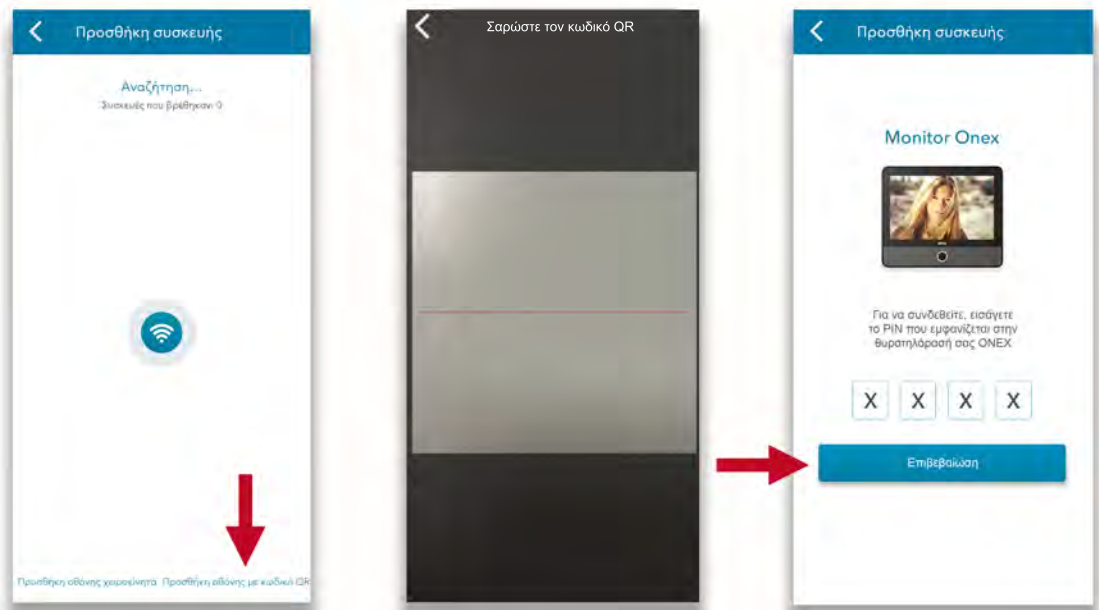 Προσθήκη συσκευής
Αναζήτηση...
Συσκευές που βρέθηκαν: 0
Προσθήκη οθόνης χειροκίνητα Προσθήκη οθόνης με κωδικό QR
Σαρώστε τον κωδικό QR
Προσθήκη συσκευής
Monitor Onex
Για να συνδεθείτε, εισάγετε
το PIN που εμφανίζεται στην
θυροτηλόρασή σας ONEX
X X X X
Επιβεβαίωση